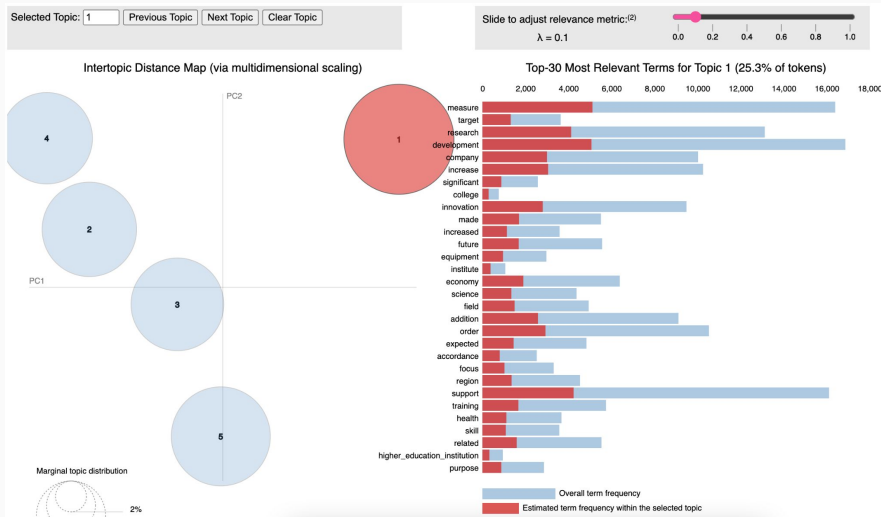 Selected Topic: 1 Previous Topic Next Topic Clear Topic
Slide to adjust relevance metric:(2)
λ = 0.1
0.0 0.2 0.4 0.6 0.8 1.0
Intertopic Distance Map (via multidimensional scaling)
PC2
PC1
4
1
2
3
5
Marginal topic distribution
2%
Top-30 Most Relevant Terms for Topic 1 (25.3% of tokens)
0 2,000 4,000 6,000 8,000 10,000 12,000 14,000 16,000 18,000
measure
target
research
development
company
increase
significant
college
innovation
made
increased
future
equipment
institute
economy
science
field
addition
order
expected
accordance
focus
region
support
training
health
skill
related
higher_education_institution
purpose
Overall term frequency
Estimated term frequency within the selected topic